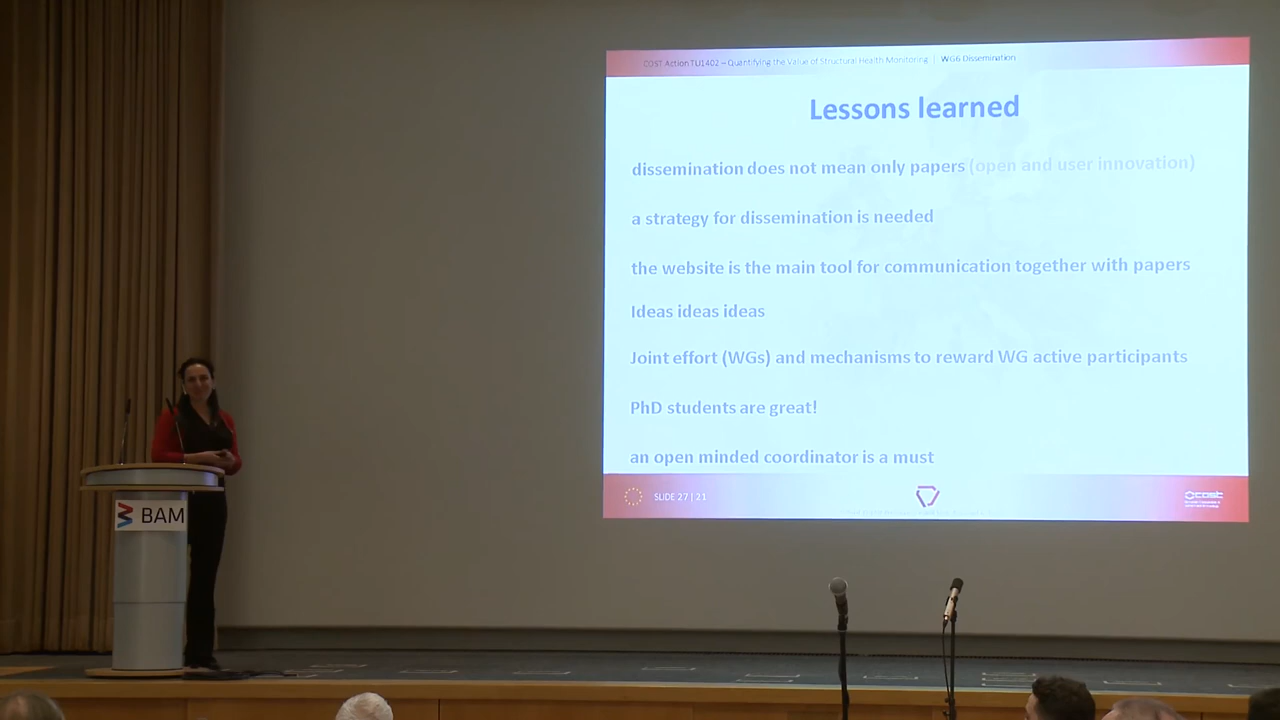 COST Action TU1402 – Quantifying the Value of Structural Health Monitoring | WG6 Dissemination
Lessons learned
dissemination does not mean only papers (open and user innovation)
a strategy for dissemination is needed
the website is the main tool for communication together with papers
Ideas ideas ideas
Joint effort (WGs) and mechanisms to reward WG active participants
PhD students are great!
an open minded coordinator is a must
SLIDE 27 | 21
cost
BAM